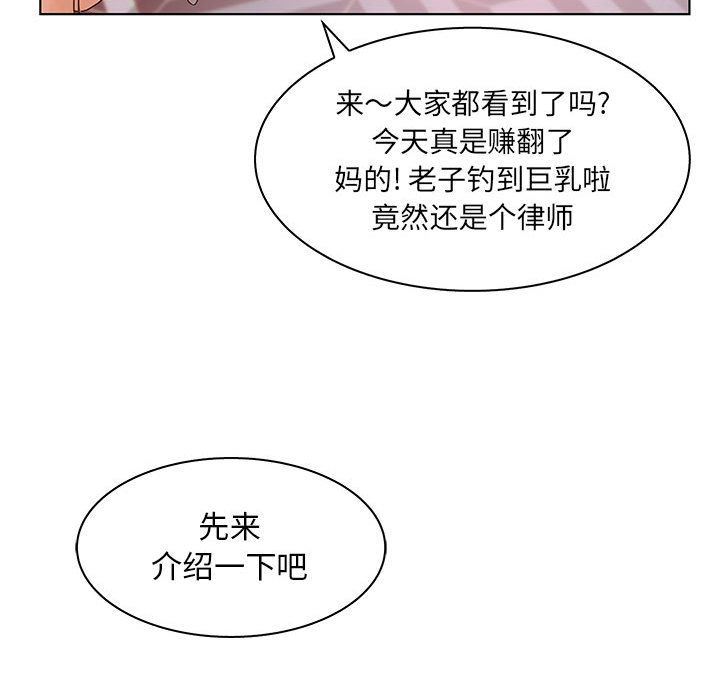 来～大家都看到了吗?
今天真是赚翻了
妈的! 老子钓到巨乳啦
竟然还是个律师
先来
介绍一下吧